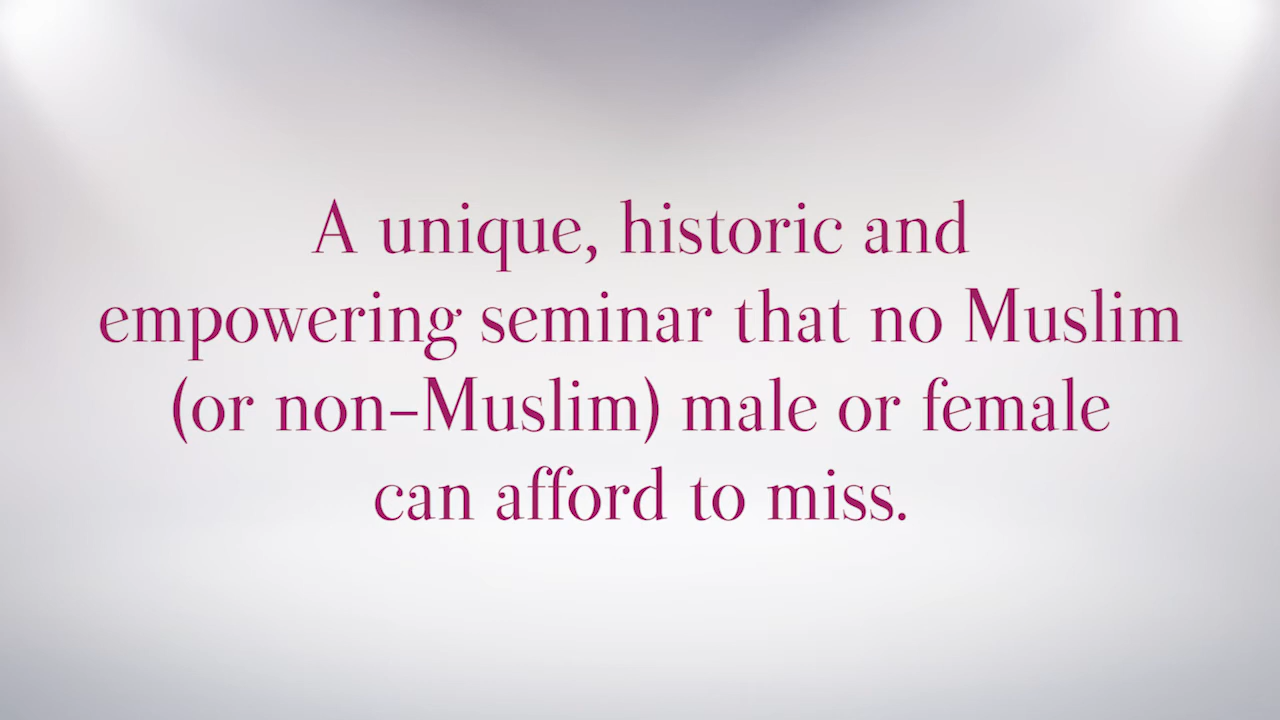 A unique, historic and
empowering seminar that no Muslim
(or non–Muslim) male or female
can afford to miss.